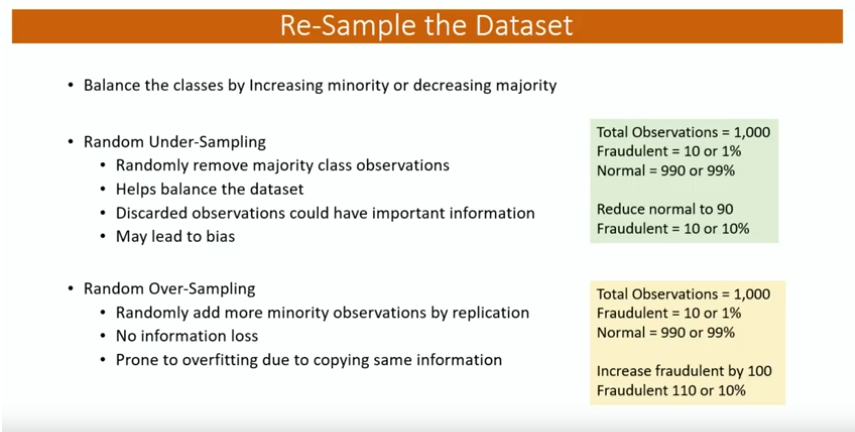 Re-Sample the Dataset
• Balance the classes by Increasing minority or decreasing majority
• Random Under-Sampling
• Randomly remove majority class observations
• Helps balance the dataset
• Discarded observations could have important information
• May lead to bias
Total Observations = 1,000
Fraudulent = 10 or 1%
Normal = 990 or 99%
Reduce normal to 90
Fraudulent = 10 or 10%
• Random Over-Sampling
• Randomly add more minority observations by replication
• No information loss
• Prone to overfitting due to copying same information
Total Observations = 1,000
Fraudulent = 10 or 1%
Normal = 990 or 99%
Increase fraudulent by 100
Fraudulent 110 or 10%